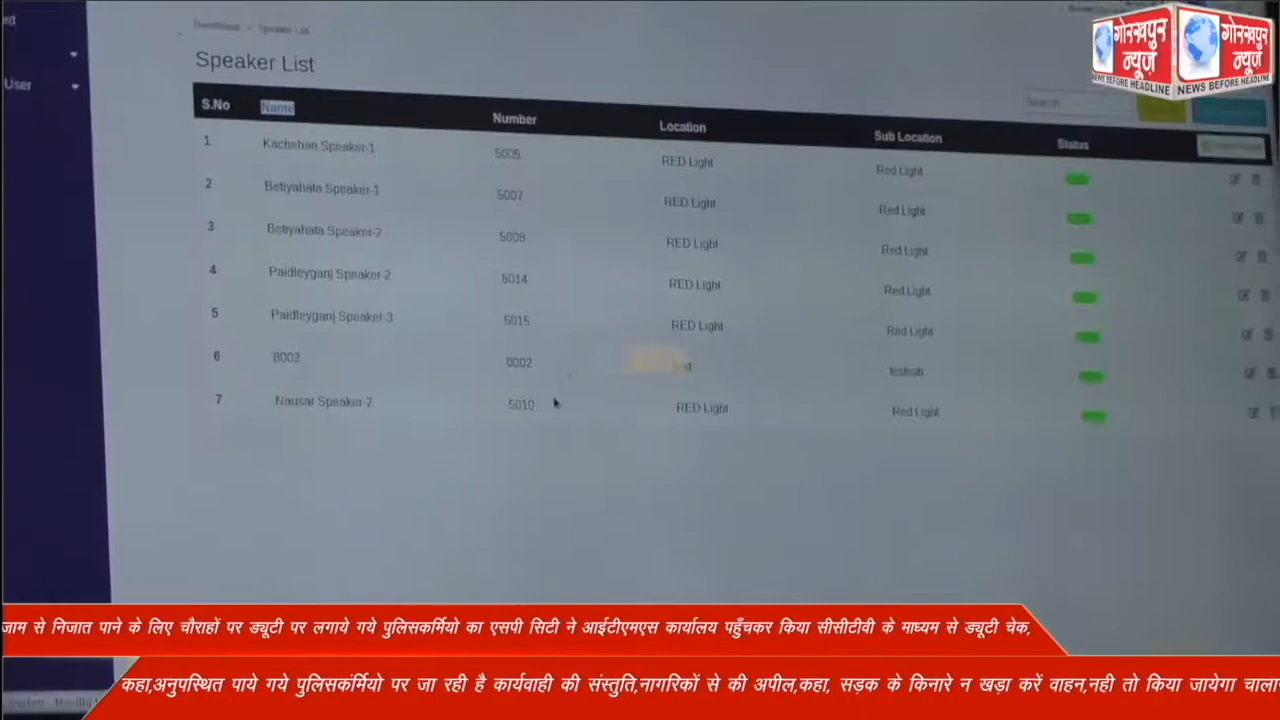 गोरखपुर न्यूज़ NEWS BEFORE HEADLINE
गोरखपुर न्यूज़ NEWS BEFORE HEADLINE
Speaker List
User
Speaker List
Search
S.No Name Number Location Sub Location Status
1 Kachahari Speaker-1 5005 RED Light Red Light
2 Betiyahata Speaker-1 5007 RED Light Red Light
3 Betiyahata Speaker-2 5008 RED Light Red Light
4 Paidleyganj Speaker-2 5014 RED Light Red Light
5 Paidleyganj Speaker-3 5015 RED Light Red Light
6 8002 8002
7 Nausar Speaker-2 5010 RED Light Red Light
जाम से निजात पाने के लिए चौराहों पर ड्यूटी पर लगाये गये पुलिसकर्मियो का एसपी सिटी ने आईटीएमएस कार्यालय पहुँचकर किया सीसीटीवी के माध्यम से ड्यूटी चेक,
कहा,अनुपस्थित पाये गये पुलिसकंर्मियो पर जा रही है कार्यवाही की संस्तुति,नागरिकों से की अपील,कहा, सड़क के किनारे न खड़ा करें वाहन,नही तो किया जायेगा चाला